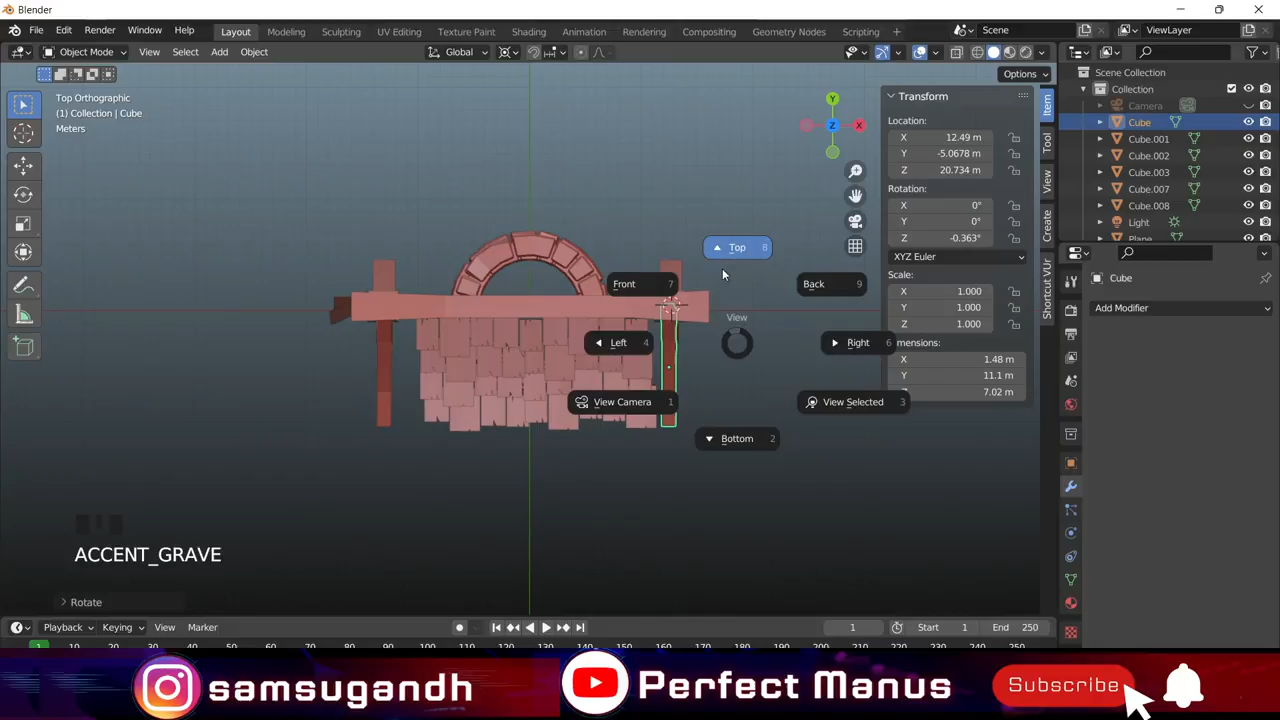 Blender
File Edit Render Window Help
Layout Modeling Sculpting UV Editing Texture Paint Shading Animation Rendering Compositing Geometry Nodes Scripting +
Scene
ViewLayer
Object Mode View Select Add Object
Global
Options
Top Orthographic
(1) Collection | Cube
Meters
Y
Z
X
Top 8
Front 7
Back 9
View
Left 4
Right 6
View Camera 1
View Selected 3
Bottom 2
Transform
Location:
X 12.49 m
Y -5.0678 m
Z 20.734 m
Rotation:
X 0°
Y 0°
Z -0.363°
XYZ Euler
Scale:
X 1.000
Y 1.000
Z 1.000
imensions:
X 1.48 m
Y 11.1 m
7.02 m
Item
Tool
View
Create
Shortcut VUr
Scene Collection
Collection
Camera
Cube
Cube.001
Cube.002
Cube.003
Cube.007
Cube.008
Light
Plane
Cube
Add Modifier
ACCENT_GRAVE
Rotate
Playback Keying View Marker
1
Start 1
End 250
samsugandh
Perfect Manus
Subscribe